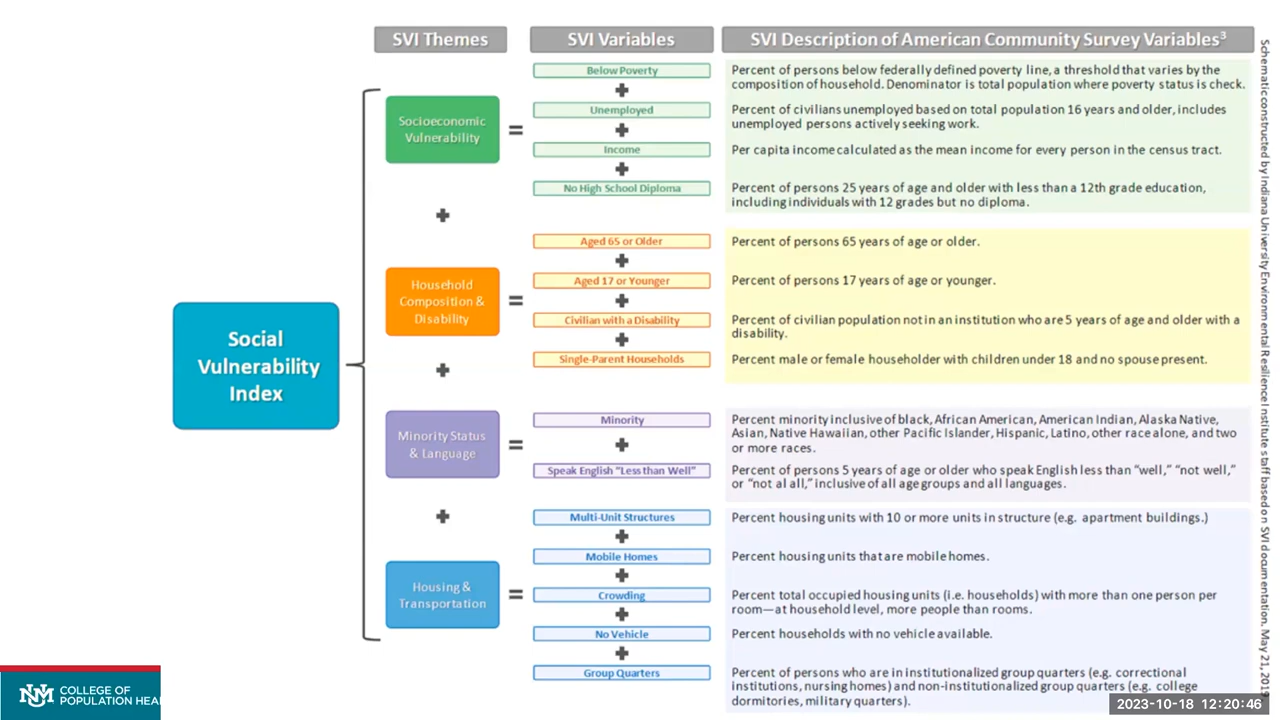 SVI Themes
SVI Variables
SVI Description of American Community Survey Variables³
Social
Vulnerability
Index
Socioeconomic
Vulnerability
=
Below Poverty
Percent of persons below federally defined poverty line, a threshold that varies by the
composition of household. Denominator is total population where poverty status is check.
+
Unemployed
Percent of civilians unemployed based on total population 16 years and older, includes
unemployed persons actively seeking work.
+
Income
Per capita income calculated as the mean income for every person in the census tract.
+
No High School Diploma
Percent of persons 25 years of age and older with less than a 12th grade education,
including individuals with 12 grades but no diploma.
+
Household
Composition &
Disability
=
Aged 65 or Older
Percent of persons 65 years of age or older.
+
Aged 17 or Younger
Percent of persons 17 years of age or younger.
+
Civilian with a Disability
Percent of civilian population not in an institution who are 5 years of age and older with a
disability.
+
Single-Parent Households
Percent male or female householder with children under 18 and no spouse present.
+
Minority Status
& Language
=
Minority
Percent minority inclusive of black, African American, American Indian, Alaska Native,
Asian, Native Hawaiian, other Pacific Islander, Hispanic, Latino, other race alone, and two
or more races.
+
Speak English “Less than Well”
Percent of persons 5 years of age or older who speak English less than “well,” “not well,”
or “not al all,” inclusive of all age groups and all languages.
+
Housing &
Transportation
=
Multi-Unit Structures
Percent housing units with 10 or more units in structure (e.g. apartment buildings.)
+
Mobile Homes
Percent housing units that are mobile homes.
+
Crowding
Percent total occupied housing units (i.e. households) with more than one person per
room—at household level, more people than rooms.
+
No Vehicle
Percent households with no vehicle available.
+
Group Quarters
Percent of persons who are in institutionalized group quarters (e.g. correctional
institutions, nursing homes) and non-institutionalized group quarters (e.g. college
dormitories, military quarters).
Schematic constructed by Indiana University Environmental Resilience Institute staff based on SVI documentation. May 21, 2019
UNM
COLLEGE OF
POPULATION HEA
2023-10-18 12:20:46